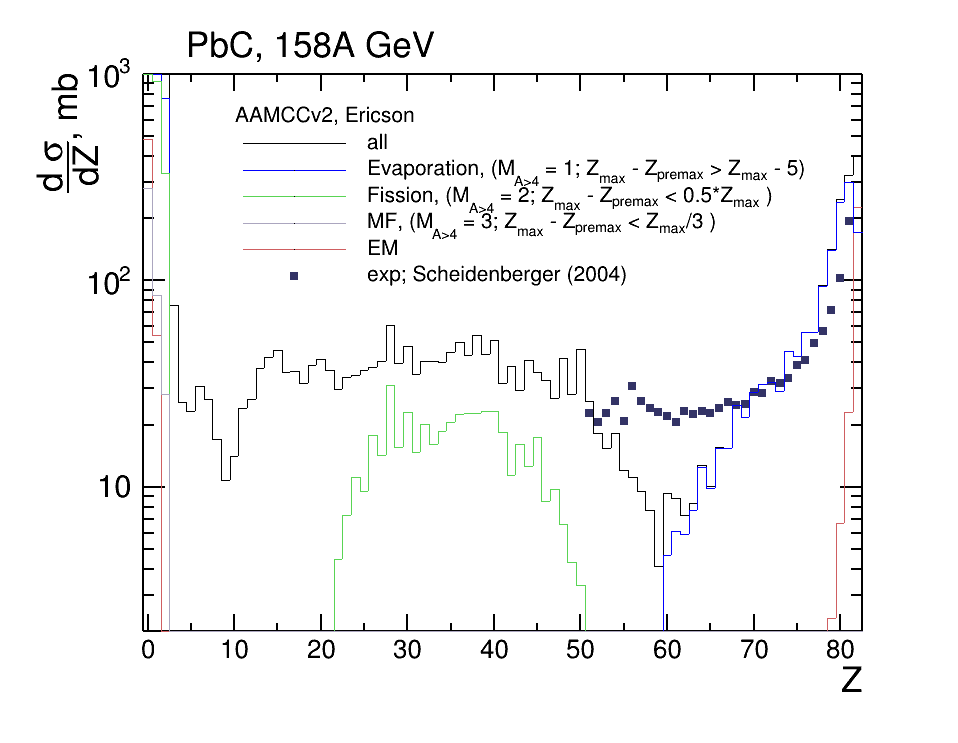 PbC, 158A GeV
dσ/dZ, mb
10³
10²
10
AAMCCv2, Ericson
all
Evaporation, (M_A>4 = 1; Z_max - Z_premax > Z_max - 5)
Fission, (M_A>4 = 2; Z_max - Z_premax < 0.5*Z_max )
MF, (M_A>4 = 3; Z_max - Z_premax < Z_max/3 )
EM
exp; Scheidenberger (2004)
0 10 20 30 40 50 60 70 80
Z